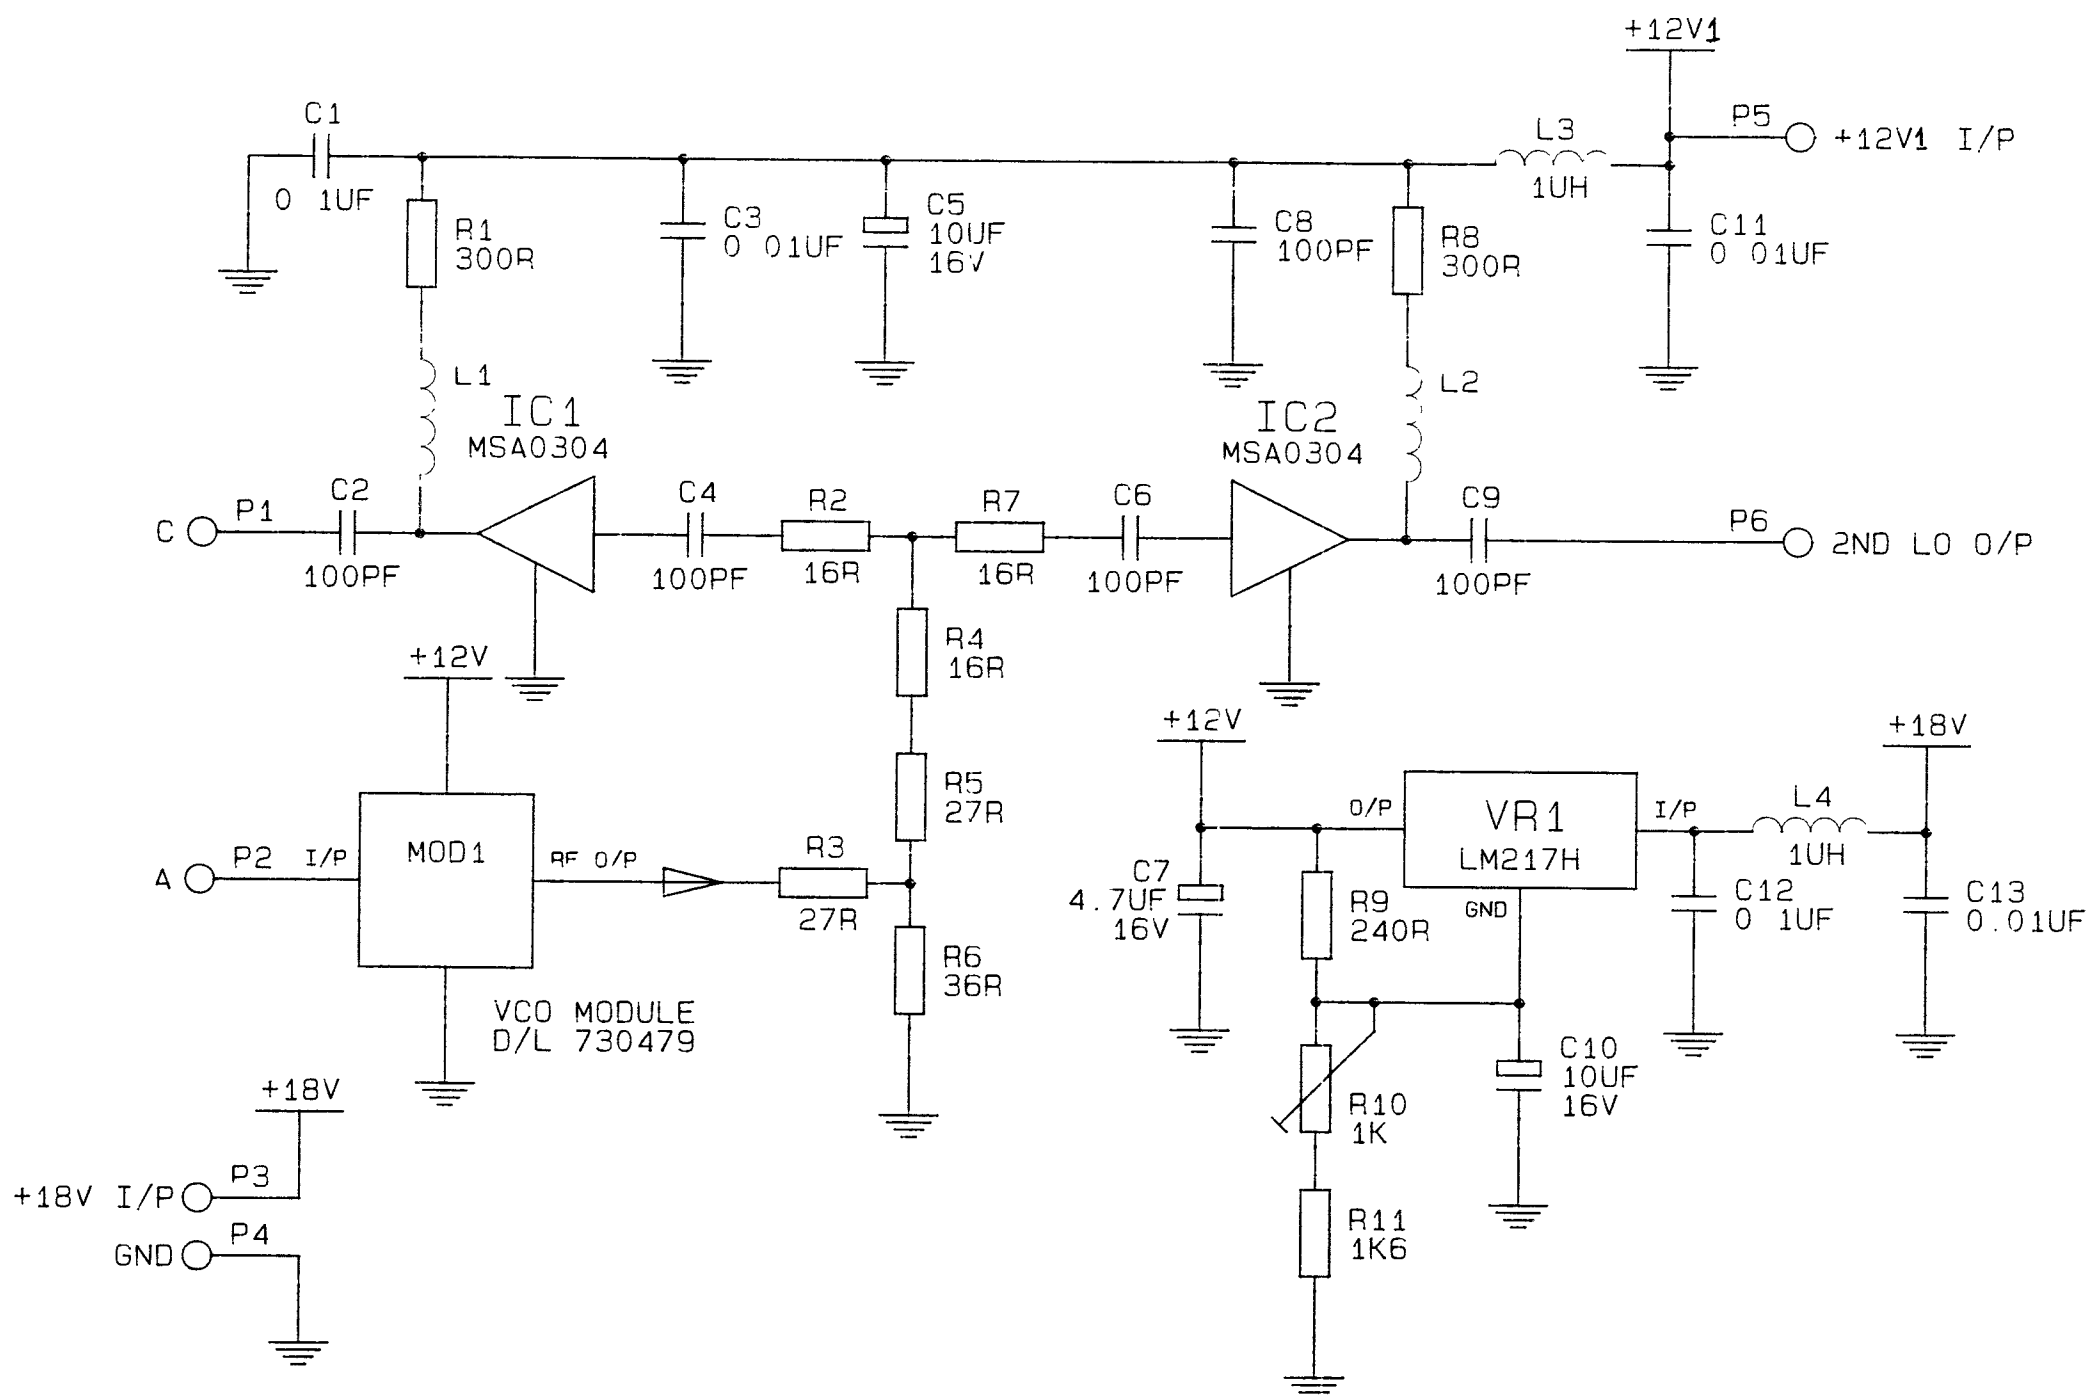 +12V1
C1
0 1UF
R1
300R
C3
0 01UF
C5
10UF
16V
C8
100PF
R8
300R
L3
1UH
P5
+12V1 I/P
C11
0 01UF
L1
IC1
MSA0304
IC2
MSA0304
L2
C
P1
C2
100PF
C4
100PF
R2
16R
R7
16R
C6
100PF
C9
100PF
P6
2ND LO O/P
R4
16R
+12V
R5
27R
A
P2
I/P
MOD1
RF O/P
R3
27R
R6
36R
VCO MODULE
D/L 730479
+12V
+18V
O/P
VR1
LM217H
I/P
GND
L4
1UH
C7
4.7UF
16V
R9
240R
C12
0 1UF
C13
0.01UF
R10
1K
C10
10UF
16V
R11
1K6
+18V
+18V I/P
P3
GND
P4